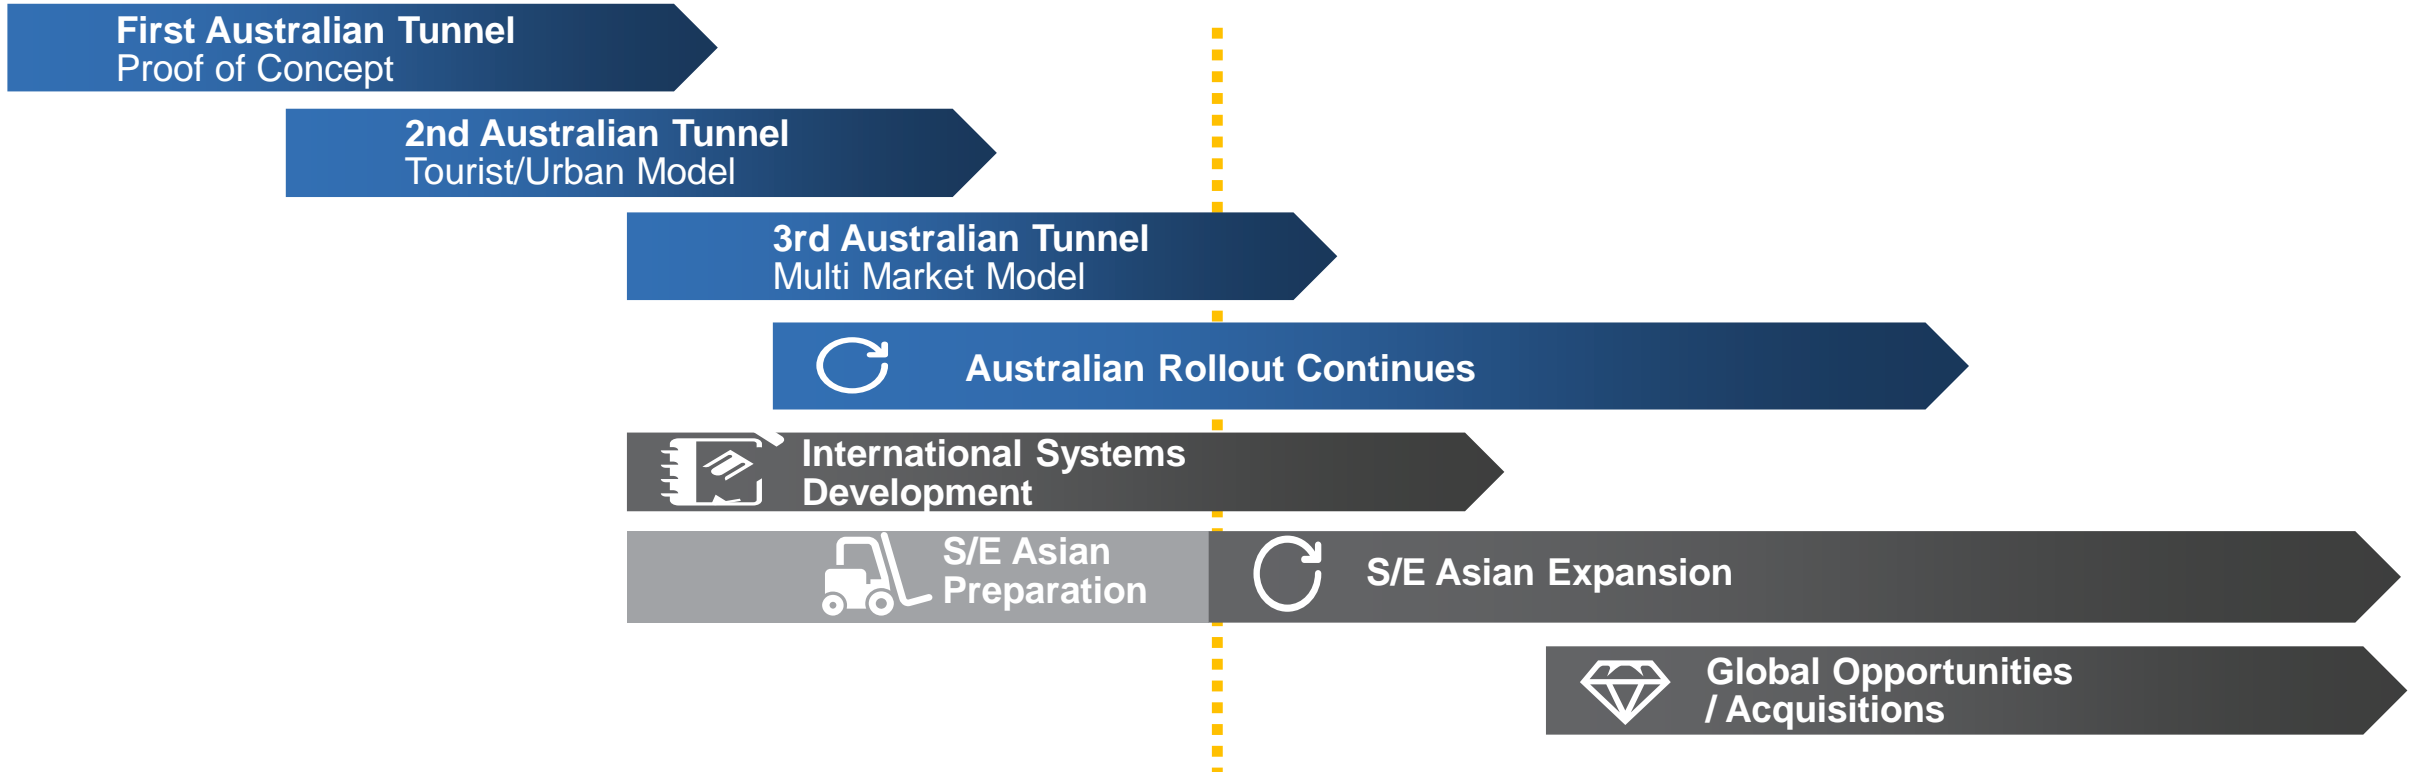 First Australian Tunnel
Proof of Concept
2nd Australian Tunnel
Tourist/Urban Model
3rd Australian Tunnel
Multi Market Model
Australian Rollout Continues
International Systems
Development
S/E Asian
Preparation
S/E Asian Expansion
Global Opportunities
/ Acquisitions